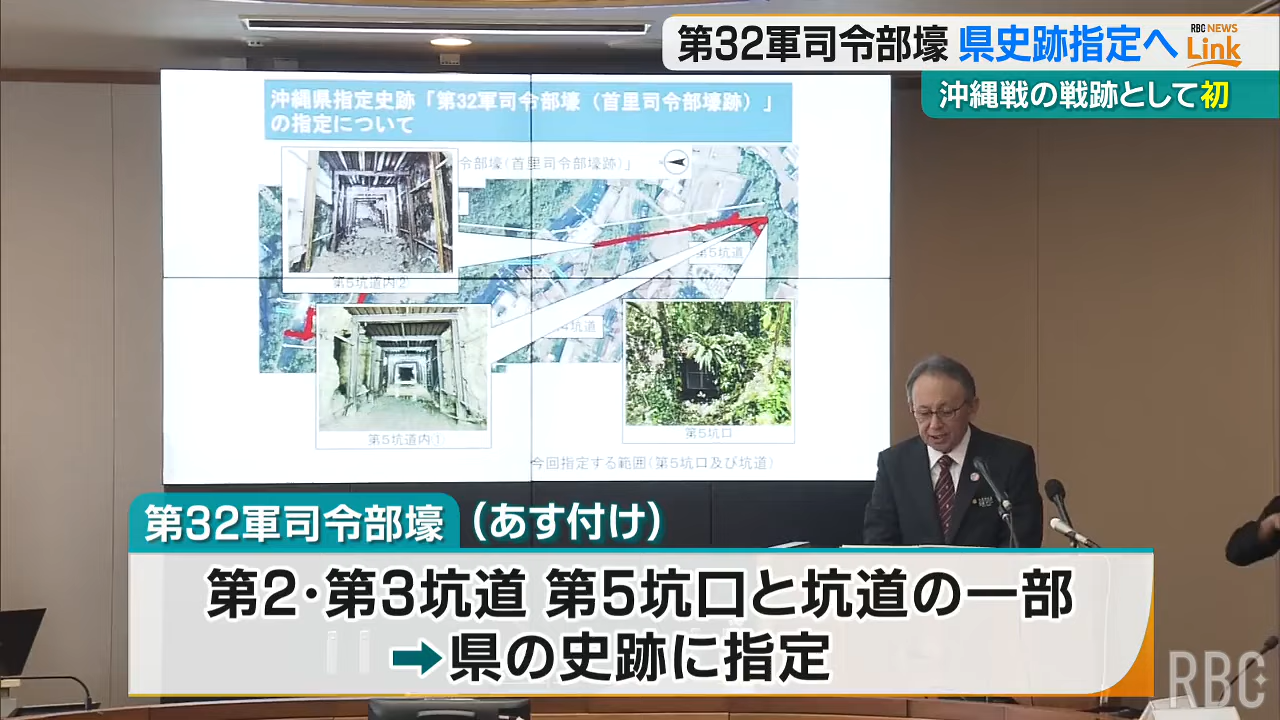 第32軍司令部壕 県史跡指定へ
RBC NEWS
Link
沖縄戦の戦跡として初
沖縄県指定史跡「第32軍司令部壕（首里司令部壕跡）」
の指定について
令部壕(首里司令部壕跡)」
第5坑道
第5坑道内②
坑道
第5坑道内①
第5坑口
今回指定する範囲(第5坑口及び坑道)
第32軍司令部壕（あす付け）
第2・第3坑道 第5坑口と坑道の一部
➡県の史跡に指定
RBC